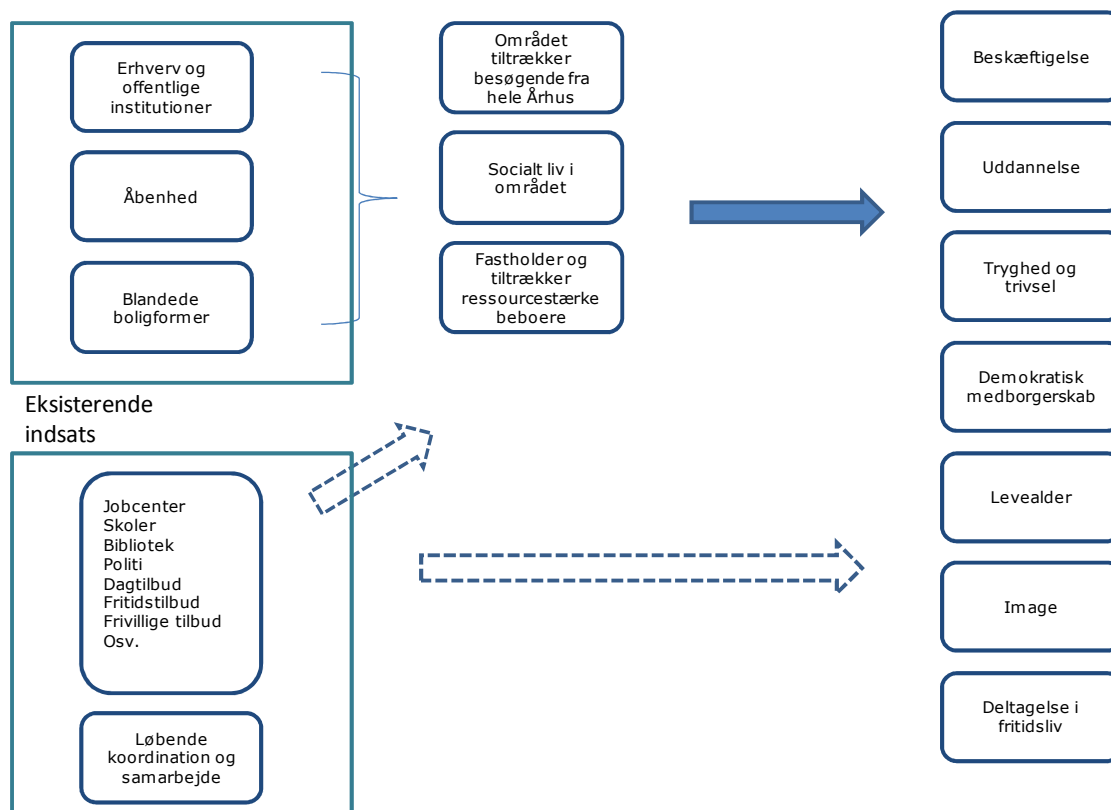 Erhverv og
offentlige
institutioner
Åbenhed
Blandede
boligformer
Området
tiltrækker
besøgende fra
hele Århus
Socialt liv i
området
Fastholder og
tiltrækker
ressourcestærke
beboere
Eksisterende
indsats
Jobcenter
Skoler
Bibliotek
Politi
Dagtilbud
Fritidstilbud
Frivillige tilbud
Osv.
Løbende
koordination og
samarbejde
Beskæftigelse
Uddannelse
Tryghed og
trivsel
Demokratisk
medborgerskab
Levealder
Image
Deltagelse i
fritidsliv